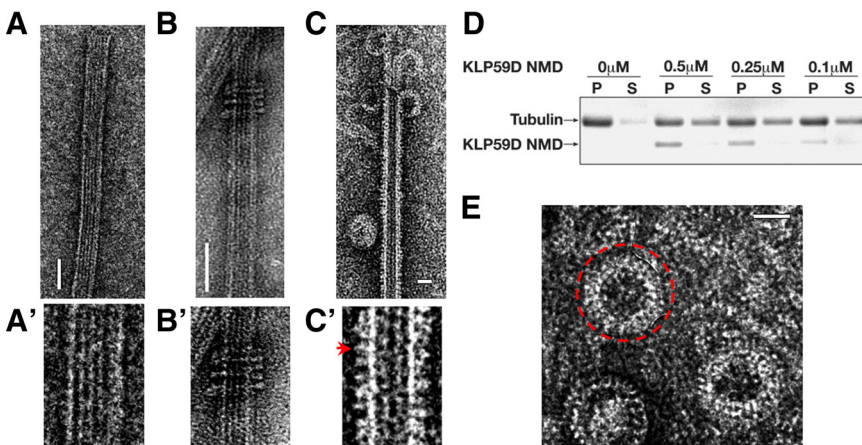 A
B
C
D
KLP59D NMD 0μM 0.5μM 0.25μM 0.1μM
P S P S P S P S
Tubulin
KLP59D NMD
E
A’
B’
C’